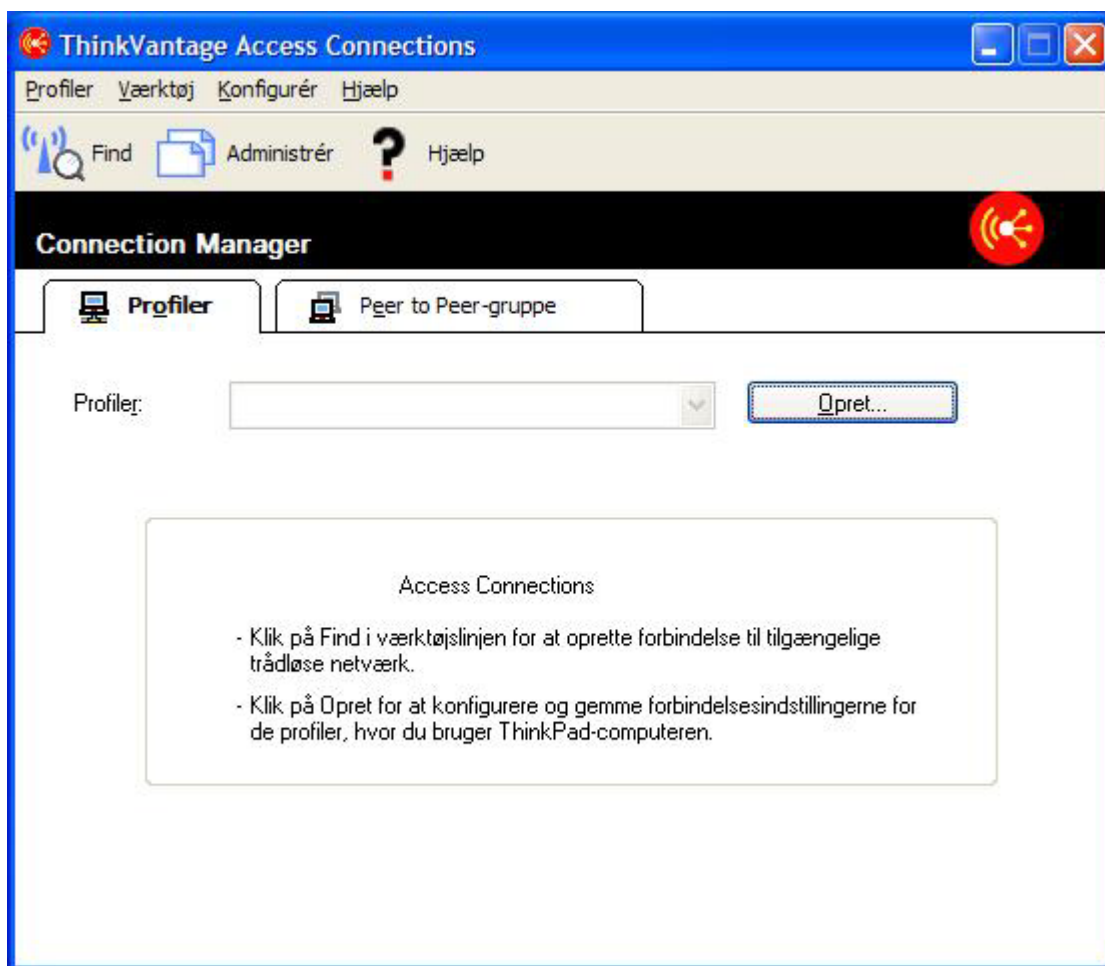 ThinkVantage Access Connections
Profiler Værktøj Konfigurér Hjælp
Find Administrér Hjælp
Connection Manager
Profiler Peer to Peer-gruppe
Profiler: Opret...
Access Connections
- Klik på Find i værktøjslinjen for at oprette forbindelse til tilgængelige
trådløse netværk.
- Klik på Opret for at konfigurere og gemme forbindelsesindstillingerne for
de profiler, hvor du bruger ThinkPad-computeren.